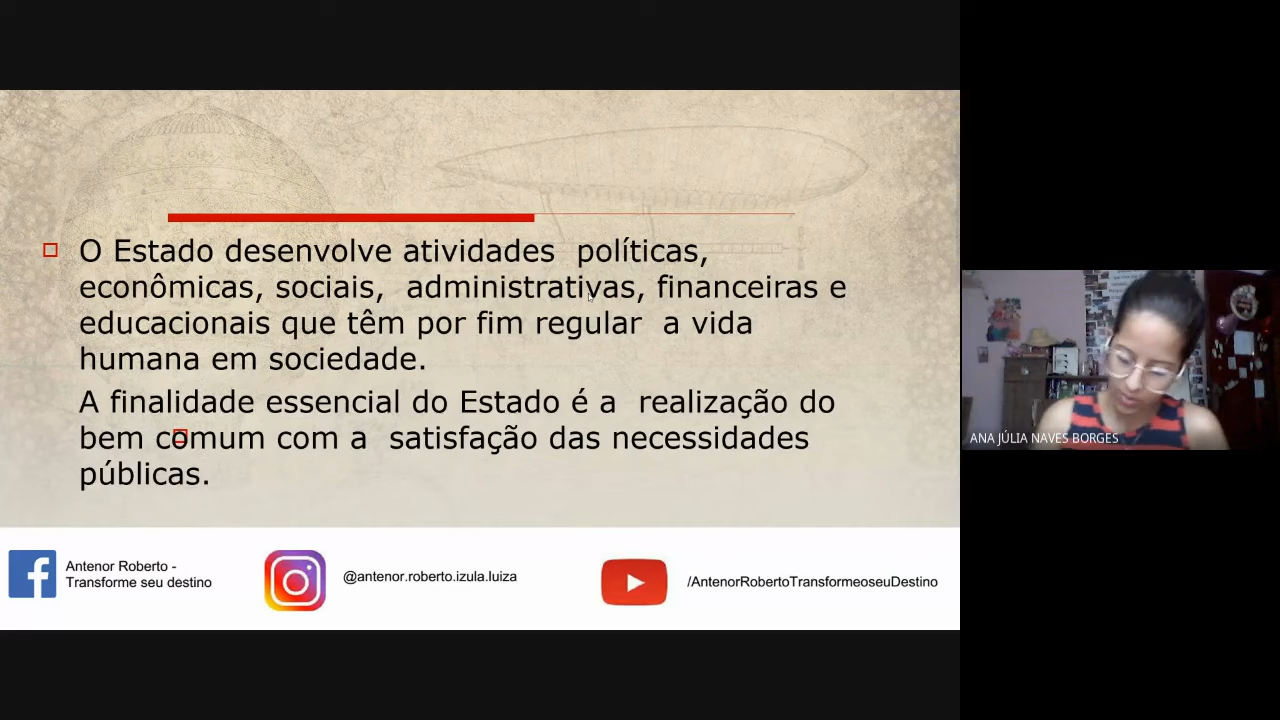 O Estado desenvolve atividades políticas,
econômicas, sociais, administrativas, financeiras e
educacionais que têm por fim regular a vida
humana em sociedade.
A finalidade essencial do Estado é a realização do
bem comum com a satisfação das necessidades
públicas.
Antenor Roberto -
Transforme seu destino
@antenor.roberto.izula.luiza
/AntenorRobertoTransformeoseuDestino
ANA JÚLIA NAVES BORGES